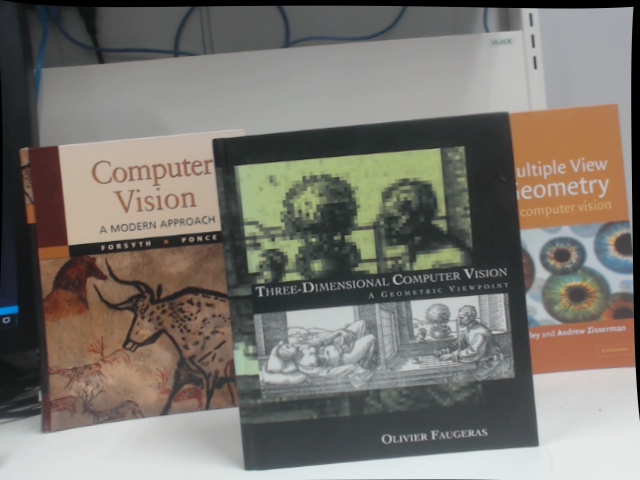 Computer
Vision
A MODERN APPROACH
FORSYTH PONCE
THREE-DIMENSIONAL COMPUTER VISION
A GEOMETRIC VIEWPOINT
OLIVIER FAUGERAS
ultiple View
eometry
computer vision
ley and Andrew Zisserman